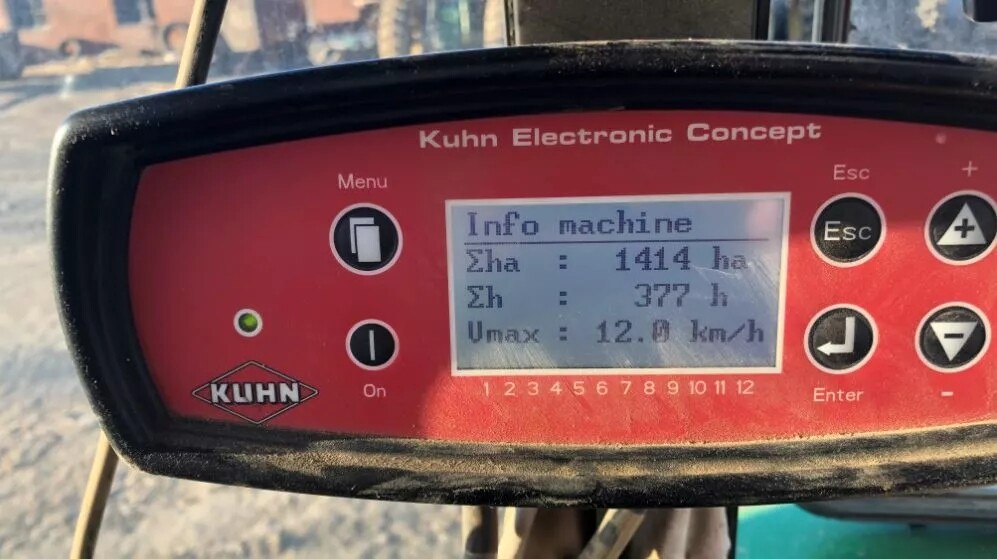 Kuhn Electronic Concept
Menu
Esc
+
Info machine
Esc
+
Σha : 1414 ha
Σh : 377 h
Vmax : 12.0 km/h
-
KUHN
On
1 2 3 4 5 6 7 8 9 10 11 12
Enter
-